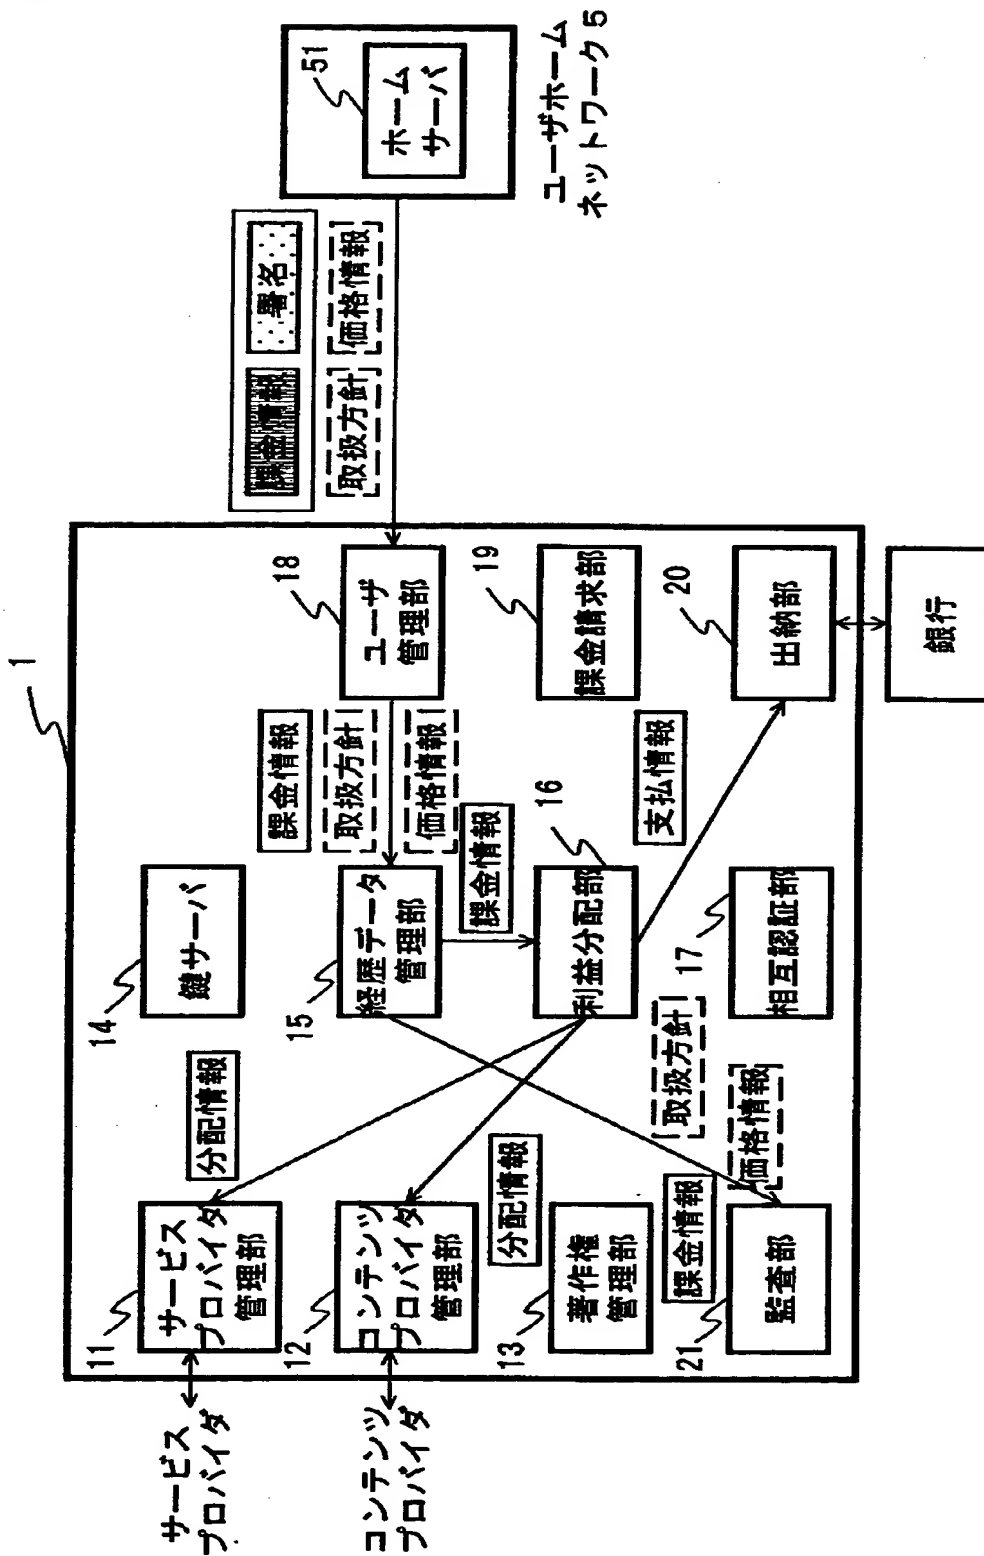 1
サービス
プロバイダ
コンテンツ
プロバイダ
11
サービス
プロバイダ
管理部
12
コンテンツ
プロバイダ
管理部
13
著作権
管理部
21
監査部
分配情報
分配情報
課金情報
取扱方針
価格情報
14
鍵サーバ
15
経歴データ
管理部
課金情報
16
利益分配部
17
相互認証部
課金情報
取扱方針
価格情報
支払情報
18
ユーザ
管理部
19
課金請求部
20
出納部
銀行
課金情報
署名
取扱方針
価格情報
51
ホーム
サーバ
ユーザホーム
ネットワーク5